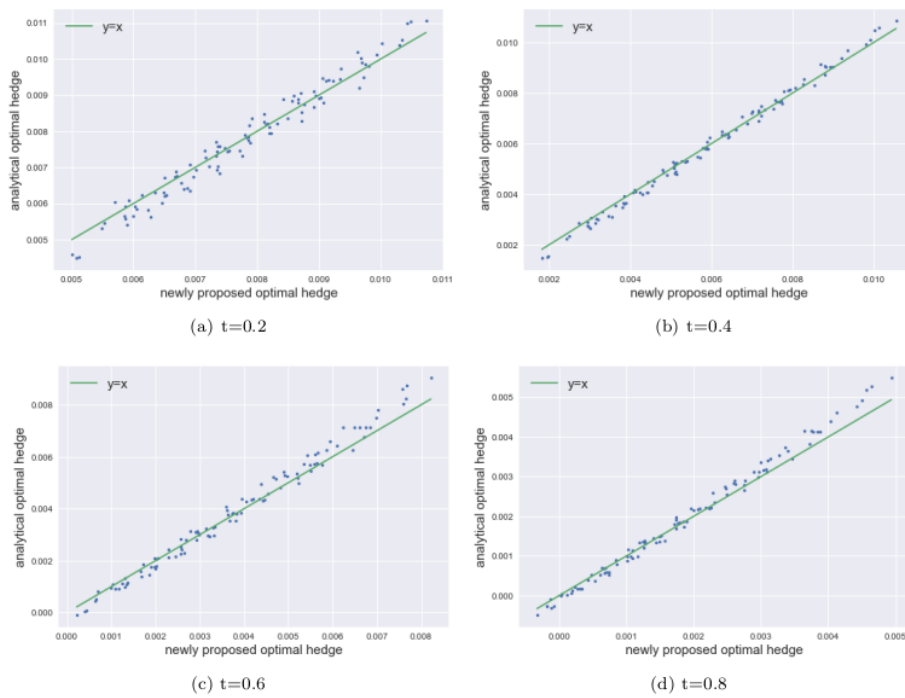 y=x
analytical optimal hedge
0.011
0.010
0.009
0.008
0.007
0.006
0.005
0.005 0.006 0.007 0.008 0.009 0.010 0.011
newly proposed optimal hedge
(a) t=0.2
y=x
analytical optimal hedge
0.010
0.008
0.006
0.004
0.002
0.002 0.004 0.006 0.008 0.010
newly proposed optimal hedge
(b) t=0.4
y=x
analytical optimal hedge
0.008
0.006
0.004
0.002
0.000
0.000 0.001 0.002 0.003 0.004 0.005 0.006 0.007 0.008
newly proposed optimal hedge
(c) t=0.6
y=x
analytical optimal hedge
0.005
0.004
0.003
0.002
0.001
0.000
0.000 0.001 0.002 0.003 0.004 0.005
newly proposed optimal hedge
(d) t=0.8